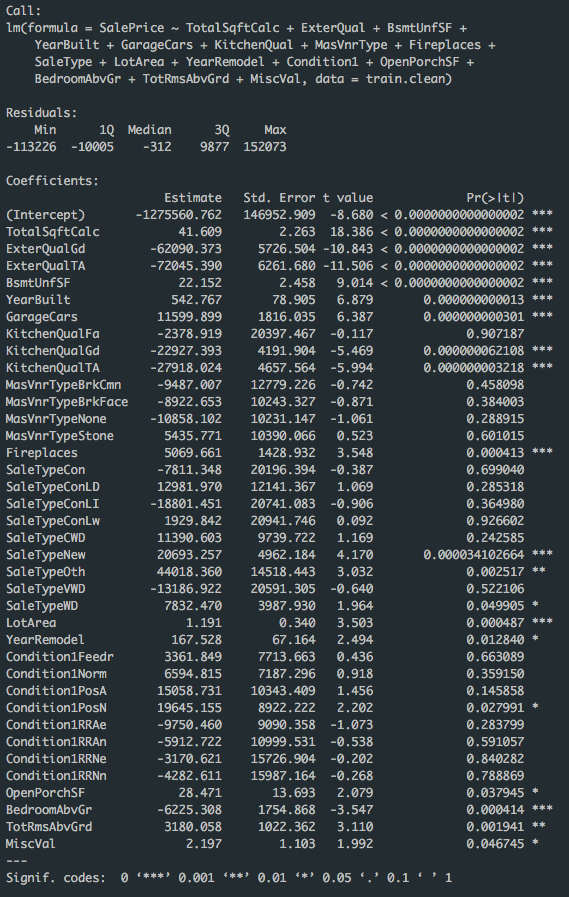 Call:
lm(formula = SalePrice ~ TotalSqftCalc + ExterQual + BsmtUnfSF +
    YearBuilt + GarageCars + KitchenQual + MasVnrType + Fireplaces +
    SaleType + LotArea + YearRemodel + Condition1 + OpenPorchSF +
    BedroomAbvGr + TotRmsAbvGrd + MiscVal, data = train.clean)
Residuals:
    Min      1Q  Median      3Q     Max
-113226  -10005    -312    9877  152073
Coefficients:
                      Estimate   Std. Error t value             Pr(>|t|)
(Intercept)       -1275560.762   146952.909  -8.680 < 0.0000000000000002 ***
TotalSqftCalc           41.609        2.263  18.386 < 0.0000000000000002 ***
ExterQualGd         -62090.373     5726.504 -10.843 < 0.0000000000000002 ***
ExterQualTA         -72045.390     6261.680 -11.506 < 0.0000000000000002 ***
BsmtUnfSF               22.152        2.458   9.014 < 0.0000000000000002 ***
YearBuilt              542.767       78.905   6.879       0.000000000013 ***
GarageCars           11599.899     1816.035   6.387       0.000000000301 ***
KitchenQualFa        -2378.919    20397.467  -0.117             0.907187
KitchenQualGd       -22927.393     4191.904  -5.469       0.000000062108 ***
KitchenQualTA       -27918.024     4657.564  -5.994       0.000000003218 ***
MasVnrTypeBrkCmn     -9487.007    12779.226  -0.742             0.458098
MasVnrTypeBrkFace    -8922.653    10243.327  -0.871             0.384003
MasVnrTypeNone      -10858.102    10231.147  -1.061             0.288915
MasVnrTypeStone       5435.771    10390.066   0.523             0.601015
Fireplaces            5069.661     1428.932   3.548             0.000413 ***
SaleTypeCon          -7811.348    20196.394  -0.387             0.699040
SaleTypeConLD        12981.970    12141.367   1.069             0.285318
SaleTypeConLI       -18801.451    20741.083  -0.906             0.364980
SaleTypeConLw         1929.842    20941.746   0.092             0.926602
SaleTypeCWD          11390.603     9739.722   1.169             0.242585
SaleTypeNew          20693.257     4962.184   4.170       0.000034102664 ***
SaleTypeOth          44018.360    14518.443   3.032             0.002517 **
SaleTypeVWD         -13186.922    20591.305  -0.640             0.522106
SaleTypeWD            7832.470     3987.930   1.964             0.049905 *
LotArea                  1.191        0.340   3.503             0.000487 ***
YearRemodel            167.528       67.164   2.494             0.012840 *
Condition1Feedr       3361.849     7713.663   0.436             0.663089
Condition1Norm        6594.815     7187.296   0.918             0.359150
Condition1PosA       15058.731    10343.409   1.456             0.145858
Condition1PosN       19645.155     8922.222   2.202             0.027991 *
Condition1RRAe       -9750.460     9090.358  -1.073             0.283799
Condition1RRAn       -5912.722    10999.531  -0.538             0.591057
Condition1RRNe       -3170.621    15726.904  -0.202             0.840282
Condition1RRNn       -4282.611    15987.164  -0.268             0.788869
OpenPorchSF             28.471       13.693   2.079             0.037945 *
BedroomAbvGr         -6225.308     1754.868  -3.547             0.000414 ***
TotRmsAbvGrd          3180.058     1022.362   3.110             0.001941 **
MiscVal                  2.197        1.103   1.992             0.046745 *
---
Signif. codes:  0 ‘***’ 0.001 ‘**’ 0.01 ‘*’ 0.05 ‘.’ 0.1 ‘ ’ 1